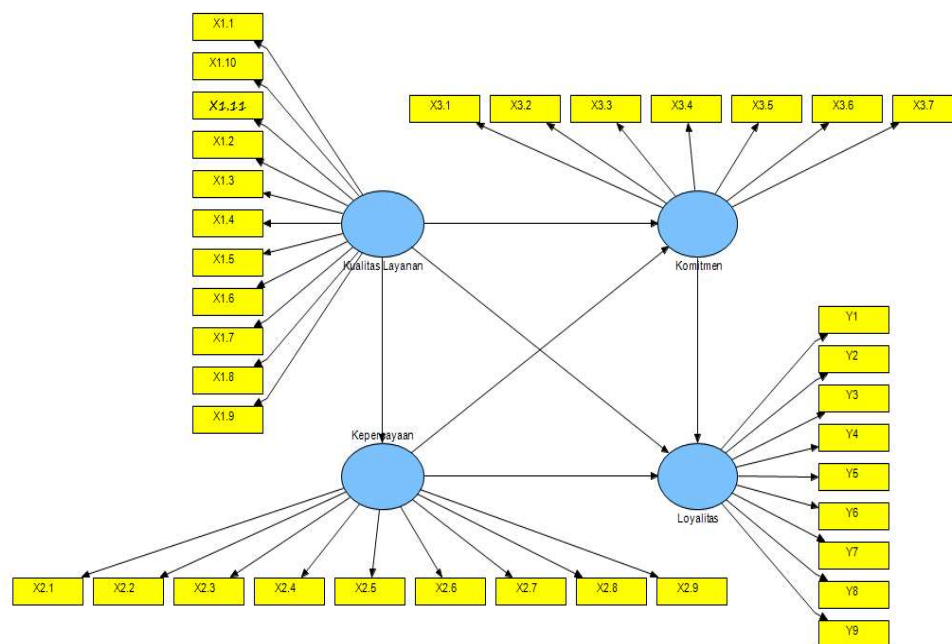 X1.1
X1.10
X1.11
X1.2
X1.3
X1.4
X1.5
X1.6
X1.7
X1.8
X1.9
X3.1 X3.2 X3.3 X3.4 X3.5 X3.6 X3.7
Kualitas Layanan
Komitmen
Kepercayaan
Loyalitas
Y1
Y2
Y3
Y4
Y5
Y6
Y7
Y8
Y9
X2.1 X2.2 X2.3 X2.4 X2.5 X2.6 X2.7 X2.8 X2.9